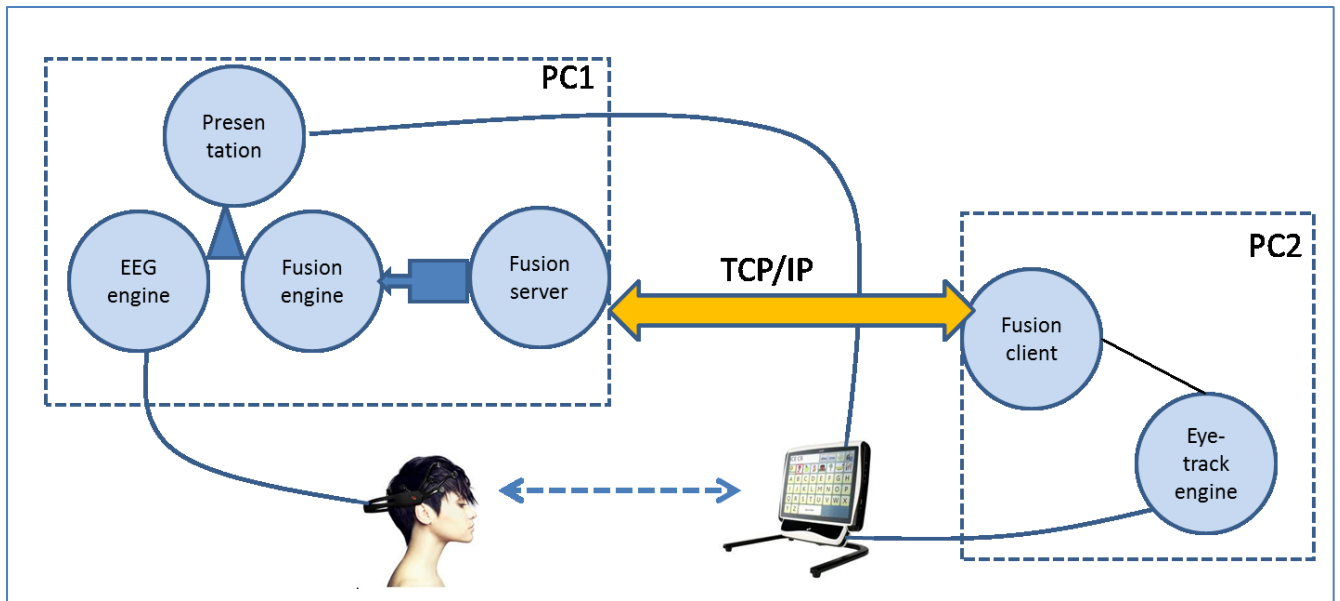 PC1
Presen
tation
EEG
engine
Fusion
engine
Fusion
server
TCP/IP
PC2
Fusion
client
Eye-
track
engine